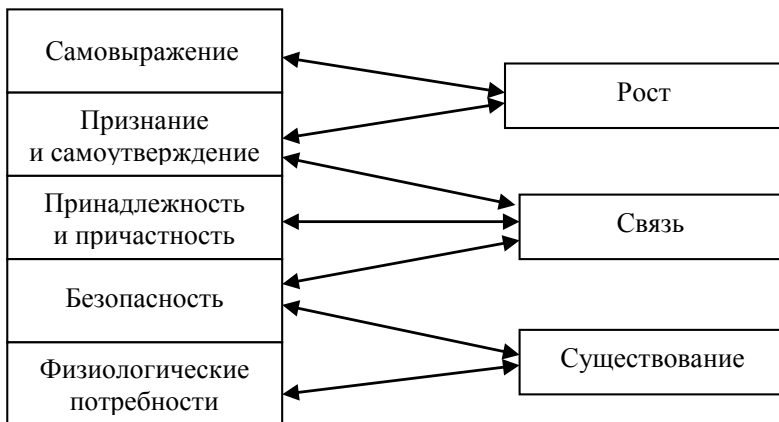 Самовыражение
Признание
и самоутверждение
Принадлежность
и причастность
Безопасность
Физиологические
потребности
Рост
Связь
Существование